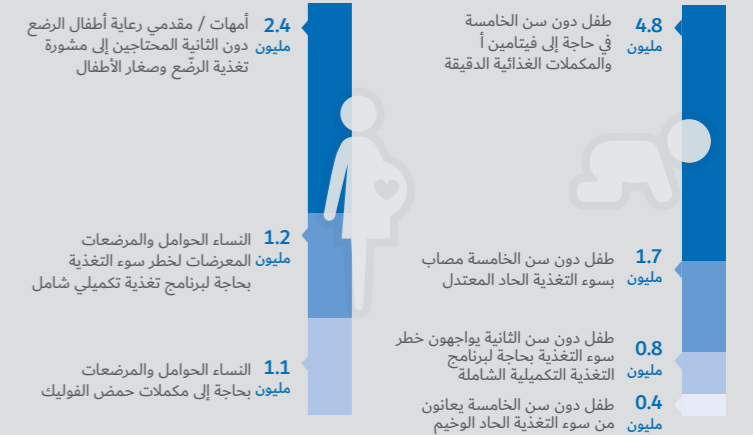 4.8 طفل دون سن الخامسة
مليون في حاجة إلى فيتامين أ
والمكملات الغذائية الدقيقة
1.7 طفل دون سن الخامسة مصاب
مليون بسوء التغذية الحاد المعتدل
طفل دون سن الثانية يواجهون خطر
0.8 سوء التغذية بحاجة لبرنامج
مليون التغذية التكميلية الشاملة
0.4 طفل دون سن الخامسة يعانون
مليون من سوء التغذية الحاد الوخيم
2.4 أمهات / مقدمي رعاية أطفال الرضع
مليون دون الثانية المحتاجين إلى مشورة
تغذية الرضّع وصغار الأطفال
1.2 النساء الحوامل والمرضعات
مليون المعرضات لخطر سوء التغذية
بحاجة لبرنامج تغذية تكميلي شامل
1.1 النساء الحوامل والمرضعات
مليون بحاجة إلى مكملات حمض الفوليك